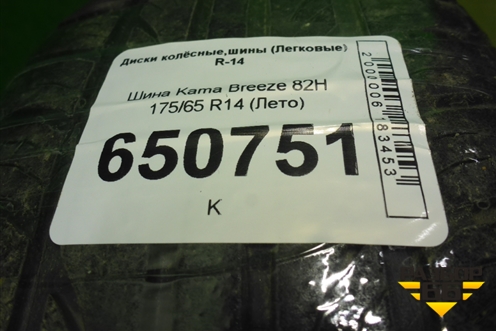 Диски колёсные,шины (Легковые)
R-14
Шина Kama Breeze 82H
175/65 R14 (Лето)
650751
К
2000006183453